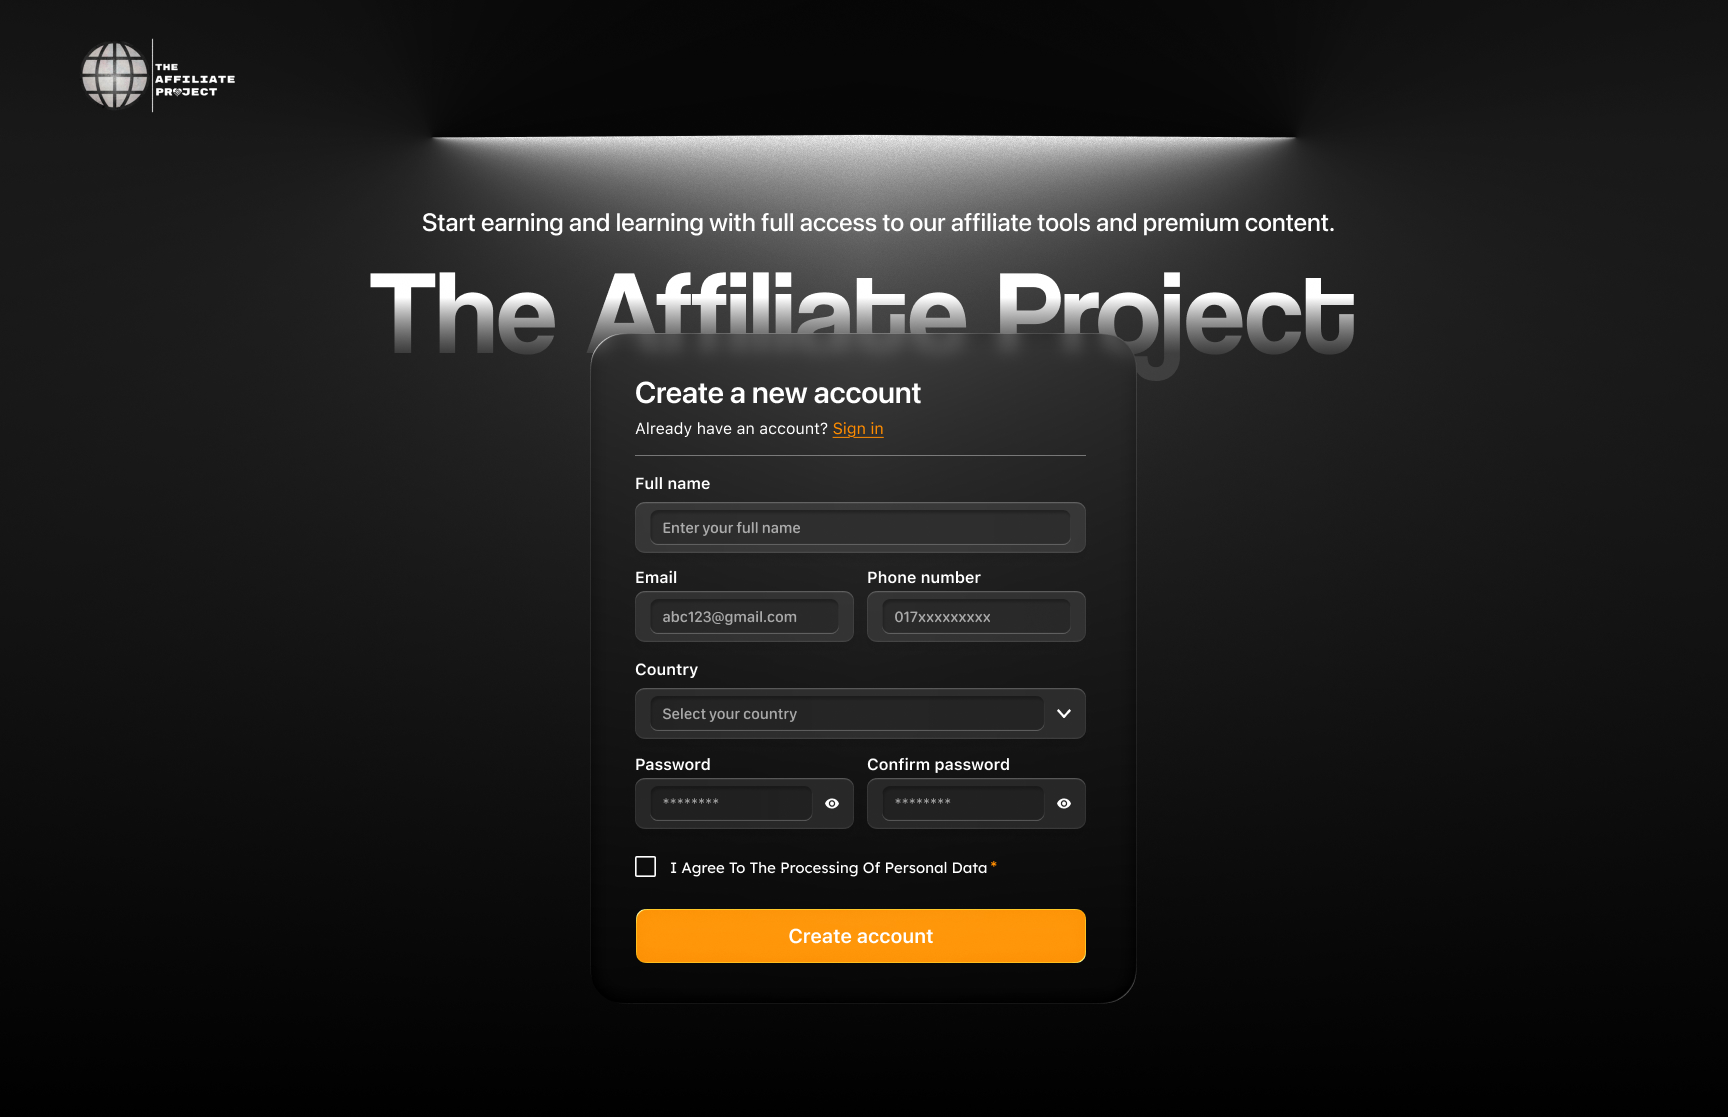 THE
AFFILIATE
PROJECT
Start earning and learning with full access to our affiliate tools and premium content.
The Affiliate Project
Create a new account
Already have an account? Sign in
Full name
Enter your full name
Email Phone number
abc123@gmail.com 017xxxxxxxxx
Country
Select your country
Password Confirm password
******** ********
I Agree To The Processing Of Personal Data *
Create account